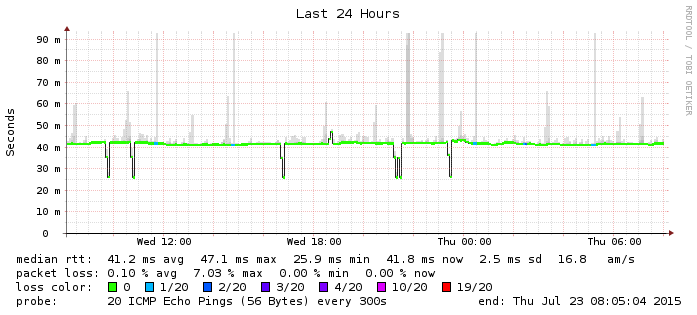 Last 24 Hours
RRDTOOL / TOBI OETIKER
Seconds
90 m
80 m
70 m
60 m
50 m
40 m
30 m
20 m
10 m
0
Wed 12:00 Wed 18:00 Thu 00:00 Thu 06:00
median rtt: 41.2 ms avg 47.1 ms max 25.9 ms min 41.8 ms now 2.5 ms sd 16.8 am/s
packet loss: 0.10 % avg 7.03 % max 0.00 % min 0.00 % now
loss color: 0 1/20 2/20 3/20 4/20 10/20 19/20
probe: 20 ICMP Echo Pings (56 Bytes) every 300s end: Thu Jul 23 08:05:04 2015